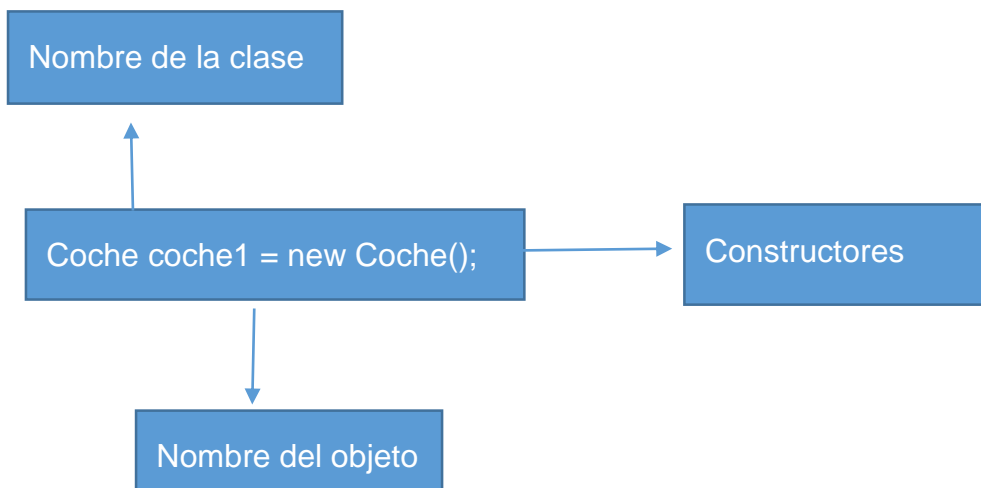 Nombre de la clase
Coche coche1 = new Coche();
Constructores
Nombre del objeto